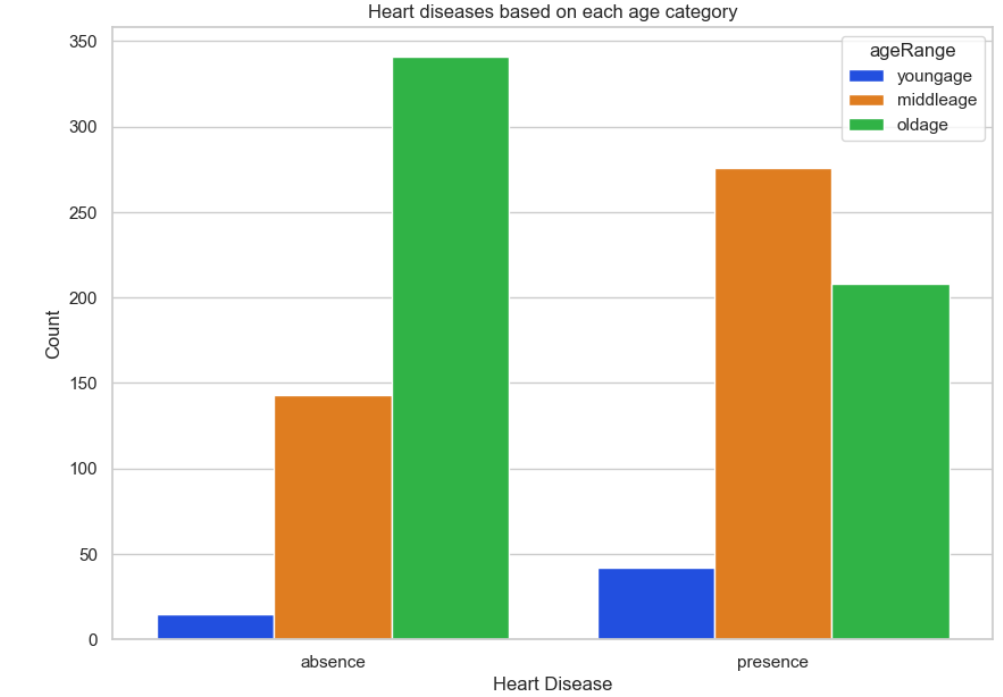 Heart diseases based on each age category
350
300
250
200
150
100
50
0
Count
ageRange
youngage
middleage
oldage
absence
presence
Heart Disease